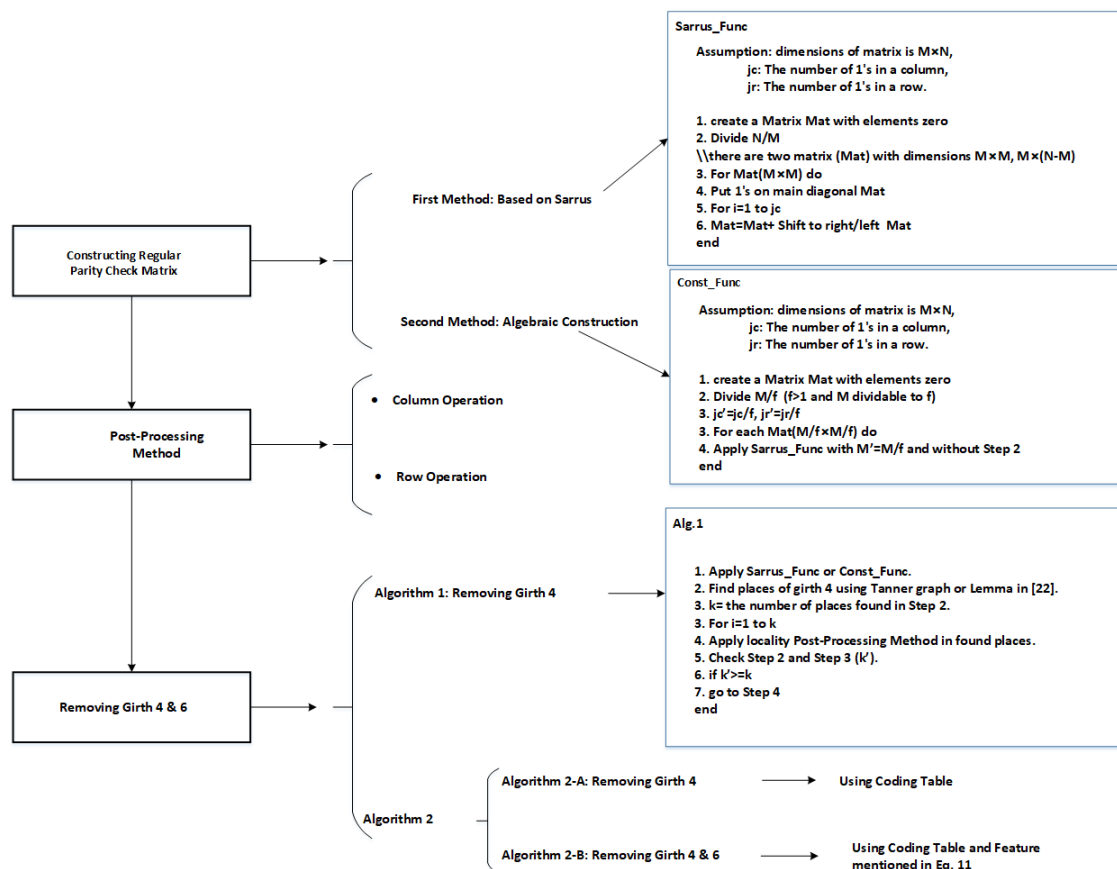 Sarrus_Func
Assumption: dimensions of matrix is M×N,
jc: The number of 1's in a column,
jr: The number of 1's in a row.
1. create a Matrix Mat with elements zero
2. Divide N/M
\\there are two matrix (Mat) with dimensions M×M, M×(N-M)
3. For Mat(M×M) do
4. Put 1's on main diagonal Mat
5. For i=1 to jc
6. Mat=Mat+ Shift to right/left Mat
end
First Method: Based on Sarrus
Constructing Regular
Parity Check Matrix
Second Method: Algebraic Construction
Const_Func
Assumption: dimensions of matrix is M×N,
jc: The number of 1's in a column,
jr: The number of 1's in a row.
1. create a Matrix Mat with elements zero
2. Divide M/f (f>1 and M dividable to f)
3. jc'=jc/f, jr'=jr/f
3. For each Mat(M/f×M/f) do
4. Apply Sarrus_Func with M'=M/f and without Step 2
end
• Column Operation
Post-Processing
Method
• Row Operation
Alg.1
1. Apply Sarrus_Func or Const_Func.
2. Find places of girth 4 using Tanner graph or Lemma in [22].
3. k= the number of places found in Step 2.
3. For i=1 to k
4. Apply locality Post-Processing Method in found places.
5. Check Step 2 and Step 3 (k').
6. if k'>=k
7. go to Step 4
end
Algorithm 1: Removing Girth 4
Removing Girth 4 & 6
Algorithm 2
Algorithm 2-A: Removing Girth 4
Using Coding Table
Algorithm 2-B: Removing Girth 4 & 6
Using Coding Table and Feature
mentioned in Eq. 11